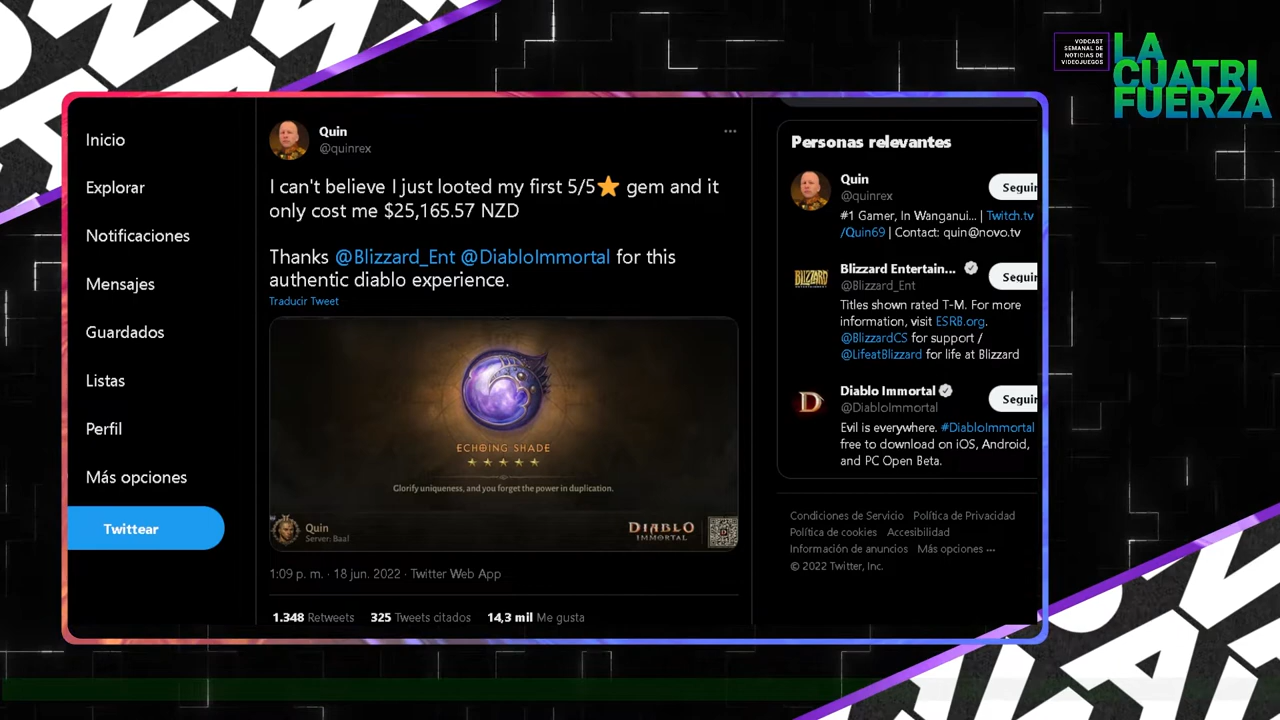 VODCAST
SEMANAL DE
NOTICIAS DE
VIDEOJUEGOS
LA
CUATRI
FUERZA
Inicio
Explorar
Notificaciones
Mensajes
Guardados
Listas
Perfil
Más opciones
Twittear
Quin
@quinrex
I can't believe I just looted my first 5/5⭐ gem and it
only cost me $25,165.57 NZD
Thanks @Blizzard_Ent @DiabloImmortal for this
authentic diablo experience.
Traducir Tweet
ECHOING SHADE
Glorify uniqueness, and you forget the power in duplication.
Quin
Server: Baal
DIABLO
IMMORTAL
1:09 p. m. · 18 jun. 2022 · Twitter Web App
1.348 Retweets 325 Tweets citados 14,3 mil Me gusta
Personas relevantes
Quin
@quinrex
Seguir
#1 Gamer, In Wanganui... | Twitch.tv
/Quin69 | Contact: quin@novo.tv
BLIZZARD
Blizzard Entertain...
@Blizzard_Ent
Seguir
Titles shown rated T-M. For more
information, visit ESRB.org.
@BlizzardCS for support /
@LifeatBlizzard for life at Blizzard
Diablo Immortal
@DiabloImmortal
Seguir
Evil is everywhere. #DiabloImmortal
free to download on iOS, Android,
and PC Open Beta.
Condiciones de Servicio Política de Privacidad
Política de cookies Accesibilidad
Información de anuncios Más opciones ···
© 2022 Twitter, Inc.